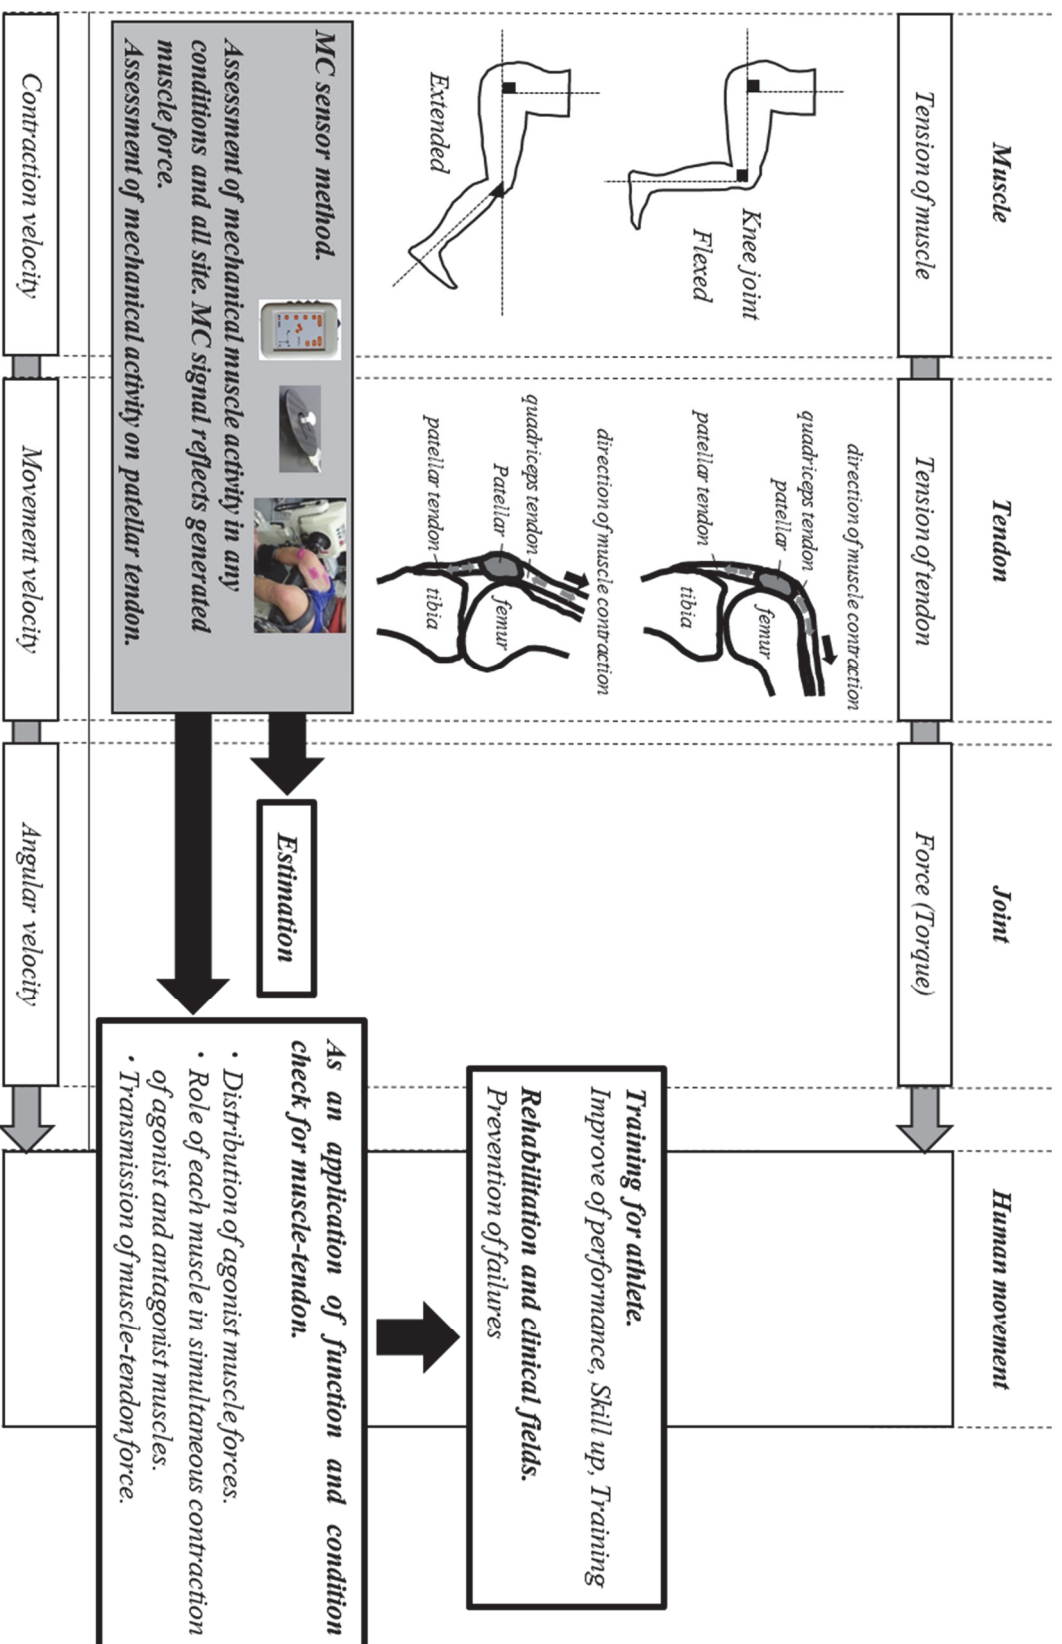 Muscle
Tendon
Joint
Human movement
Tension of muscle
Tension of tendon
Force (Torque)
Knee joint
Flexed
Extended
direction of muscle contraction
quadriceps tendon
patellar
patellar tendon
femur
tibia
direction of muscle contraction
quadriceps tendon
Patellar
patellar tendon
femur
tibia
Training for athlete.
Improve of performance, Skill up, Training
Rehabilitation and clinical fields.
Prevention of failures
MC sensor method.
Assessment of mechanical muscle activity in any
conditions and all site. MC signal reflects generated
muscle force.
Assessment of mechanical activity on patellar tendon.
Estimation
As an application of function and condition
check for muscle-tendon.
・Distribution of agonist muscle forces.
・Role of each muscle in simultaneous contraction
of agonist and antagonist muscles.
・Transmission of muscle-tendon force.
Contraction velocity
Movement velocity
Angular velocity